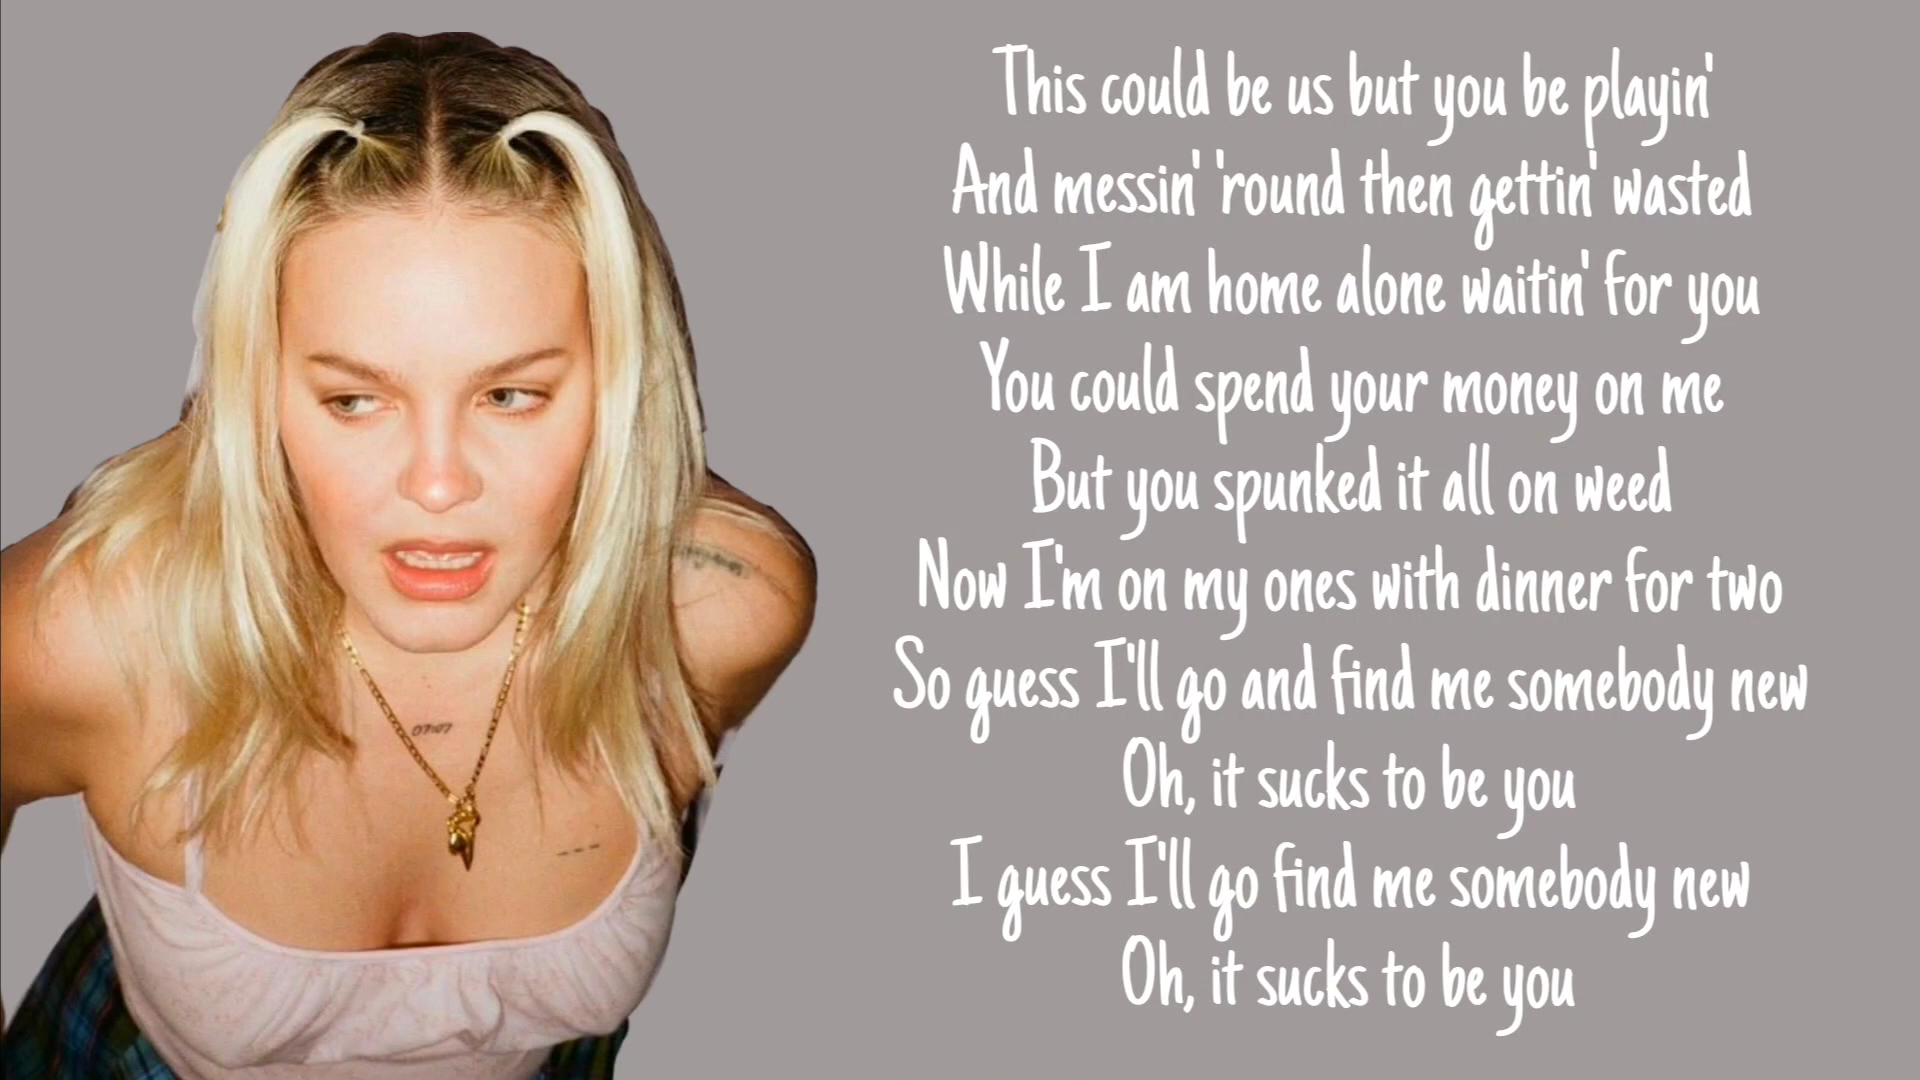 This could be us but you be playin'
And messin' 'round then gettin' wasted
While I am home alone waitin' for you
You could spend your money on me
But you spunked it all on weed
Now I'm on my ones with dinner for two
So guess I'll go and find me somebody new
Oh, it sucks to be you
I guess I'll go find me somebody new
Oh, it sucks to be you